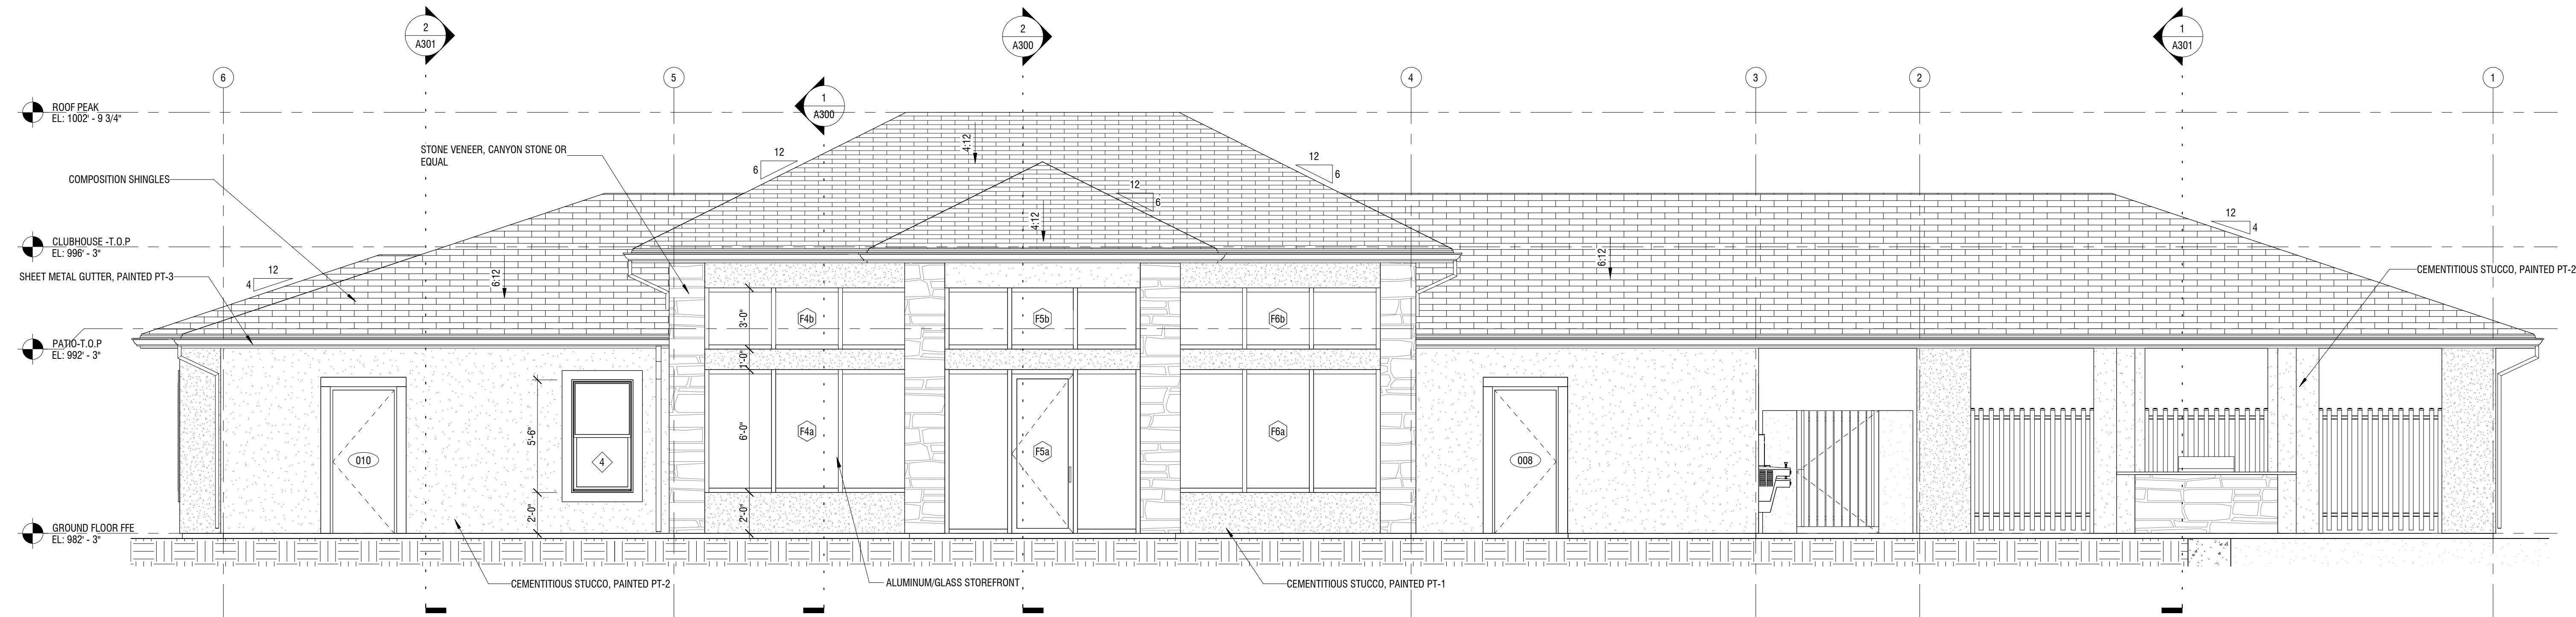 2
A301
2
A300
1
A301
6
5
4
3
2
1
1
A300
ROOF PEAK
EL: 1002' - 9 3/4"
STONE VENEER, CANYON STONE OR
EQUAL
12
6
4:12
12
6
COMPOSITION SHINGLES
12
6
4:12
12
4
CLUBHOUSE -T.O.P
EL: 996' - 3"
6:12
SHEET METAL GUTTER, PAINTED PT-3
12
4
6:12
CEMENTITIOUS STUCCO, PAINTED PT-2
3'-0"
F4b
F5b
F6b
PATIO-T.O.P
EL: 992' - 3"
1'-0"
5'-6"
6'-0"
F4a
F5a
F6a
010
4
008
2'-0"
2'-0"
GROUND FLOOR FFE
EL: 982' - 3"
CEMENTITIOUS STUCCO, PAINTED PT-2
ALUMINUM/GLASS STOREFRONT
CEMENTITIOUS STUCCO, PAINTED PT-1